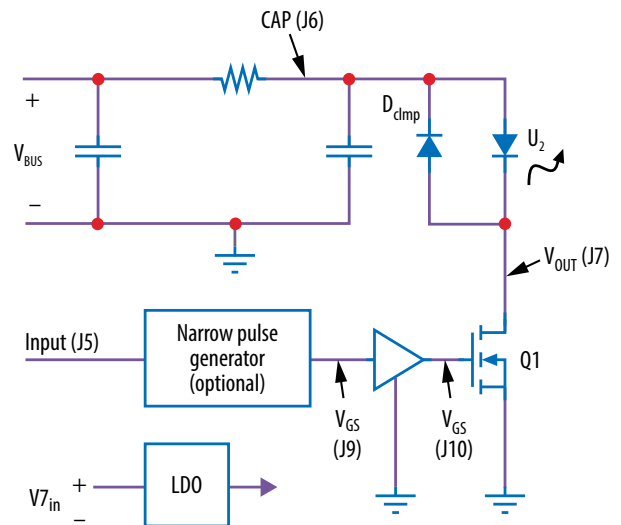 CAP (J6)
+
D_clmp
U_2
V_BUS
–
V_OUT (J7)
Narrow pulse
generator
(optional)
Input (J5)
Q1
V_GS
(J9)
V_GS
(J10)
+
V7_in
LDO
–